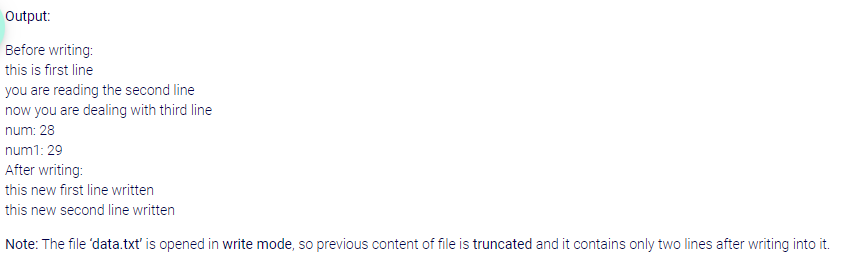 Output:
Before writing:
this is first line
you are reading the second line
now you are dealing with third line
num: 28
num1: 29
After writing:
this new first line written
this new second line written
Note: The file ‘data.txt’ is opened in write mode, so previous content of file is truncated and it contains only two lines after writing into it.